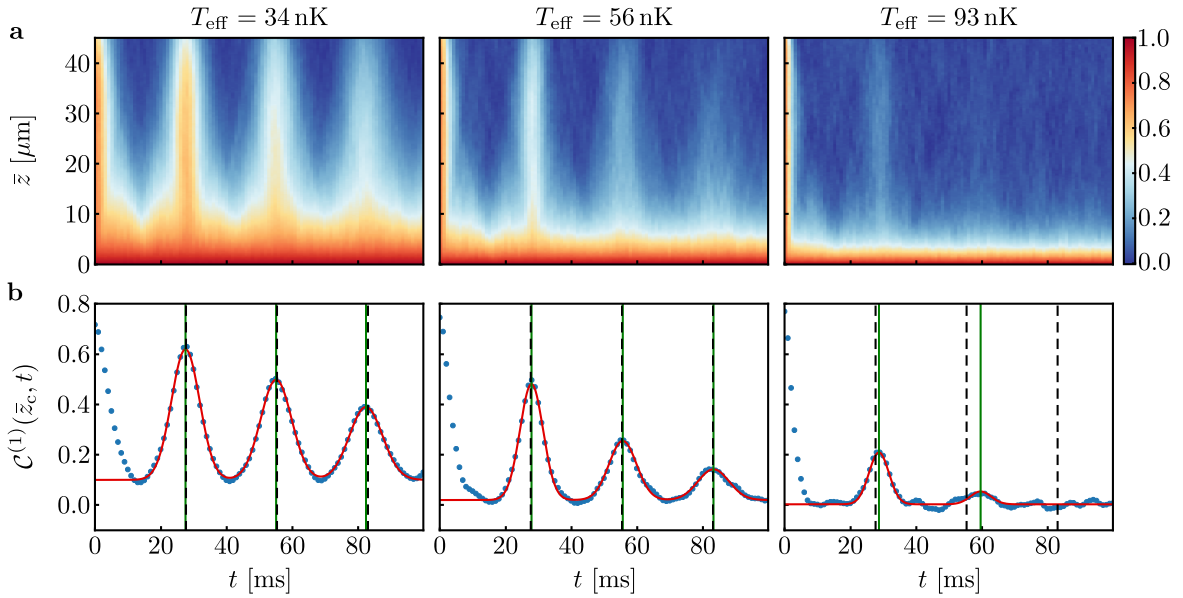 T_eff = 34 nK T_eff = 56 nK T_eff = 93 nK
a
z̄ [μm]
40
30
20
10
0
1.0
0.8
0.6
0.4
0.2
0.0
b
C^(1)(z̄_c, t)
0.8
0.6
0.4
0.2
0.0
0 20 40 60 80 0 20 40 60 80 0 20 40 60 80
t [ms] t [ms] t [ms]